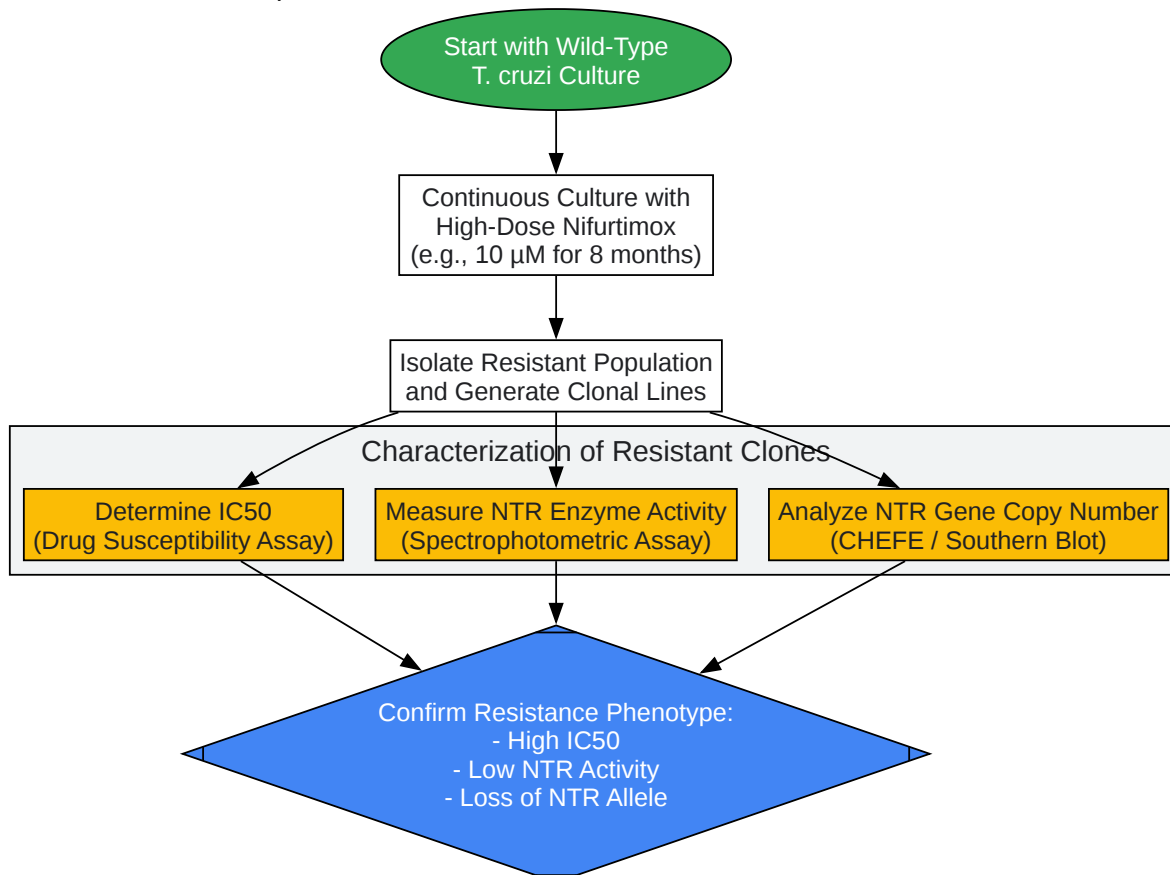 Start with Wild-Type
T. cruzi Culture
Continuous Culture with
High-Dose Nifurtimox
(e.g., 10 µM for 8 months)
Isolate Resistant Population
and Generate Clonal Lines
Characterization of Resistant Clones
Determine IC50
(Drug Susceptibility Assay)
Measure NTR Enzyme Activity
(Spectrophotometric Assay)
Analyze NTR Gene Copy Number
(CHEFE / Southern Blot)
Confirm Resistance Phenotype:
- High IC50
- Low NTR Activity
- Loss of NTR Allele